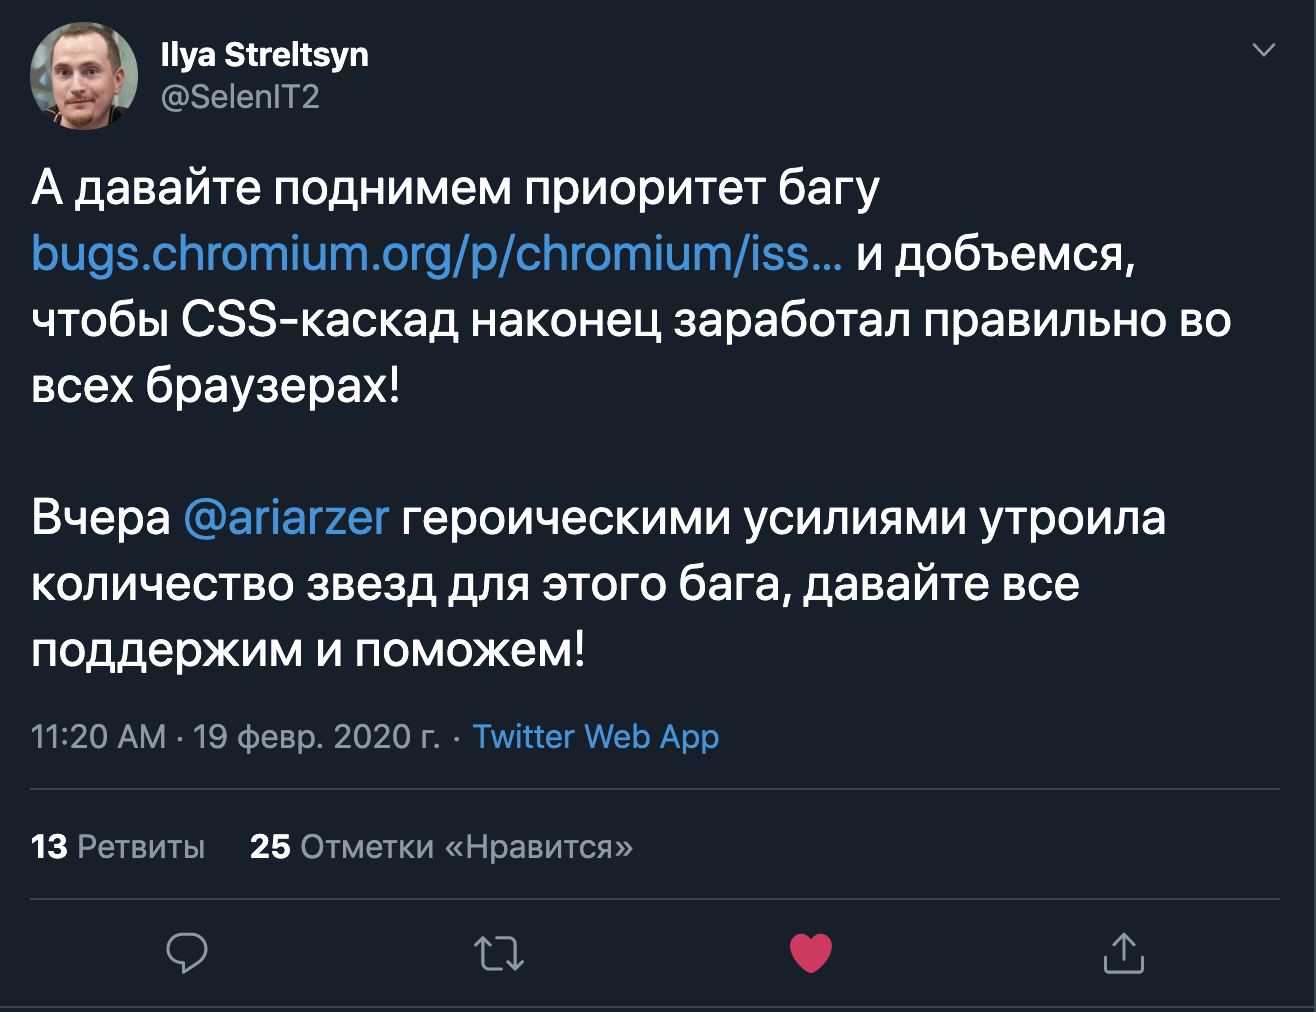 Ilya Streltsyn
@SelenIT2
А давайте поднимем приоритет багу
bugs.chromium.org/p/chromium/iss... и добъемся,
чтобы CSS-каскад наконец заработал правильно во
всех браузерах!
Вчера @ariarzer героическими усилиями утроила
количество звезд для этого бага, давайте все
поддержим и поможем!
11:20 AM · 19 февр. 2020 г. · Twitter Web App
13 Ретвиты 25 Отметки «Нравится»